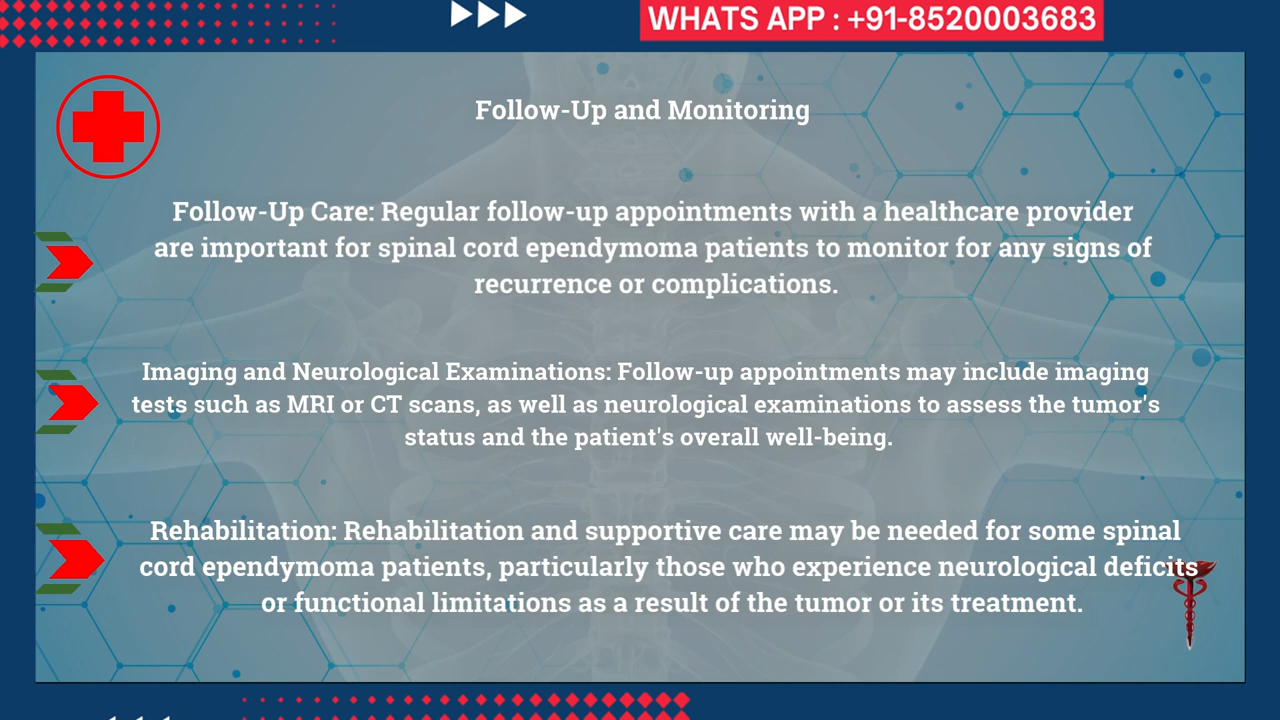 WHATS APP : +91-8520003683
Follow-Up and Monitoring
Follow-Up Care: Regular follow-up appointments with a healthcare provider
are important for spinal cord ependymoma patients to monitor for any signs of
recurrence or complications.
Imaging and Neurological Examinations: Follow-up appointments may include imaging
tests such as MRI or CT scans, as well as neurological examinations to assess the tumor's
status and the patient's overall well-being.
Rehabilitation: Rehabilitation and supportive care may be needed for some spinal
cord ependymoma patients, particularly those who experience neurological deficits
or functional limitations as a result of the tumor or its treatment.